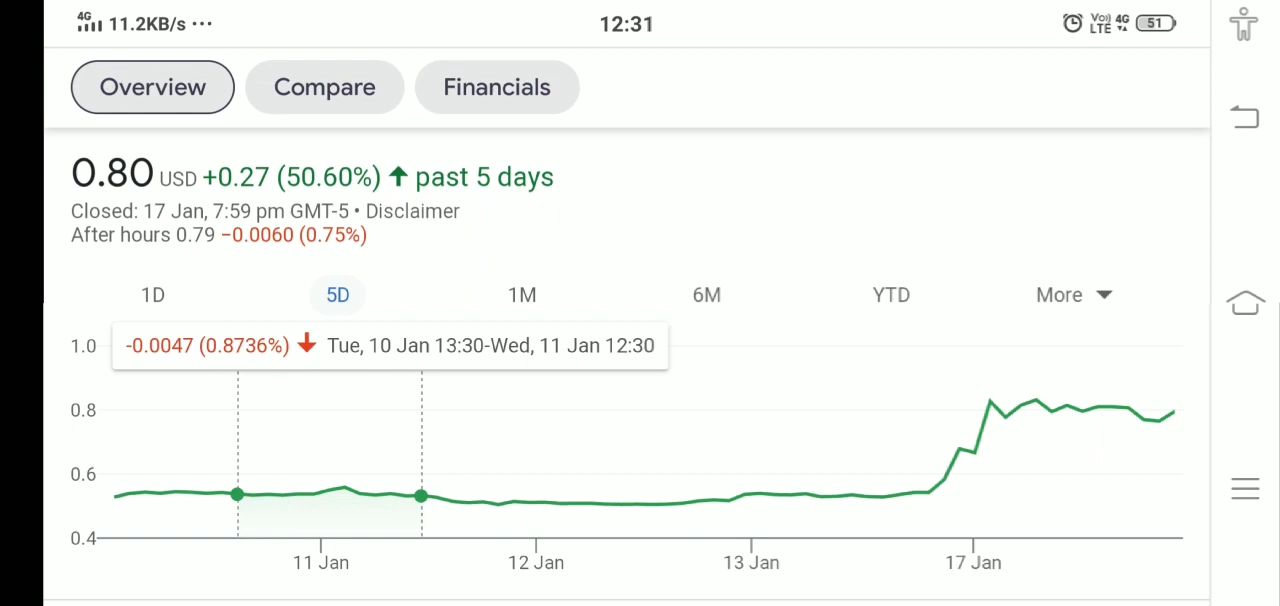 4G 11.2KB/s ... 12:31 Vo)) LTE 4G 51
Overview Compare Financials
0.80 USD +0.27 (50.60%) ↑ past 5 days
Closed: 17 Jan, 7:59 pm GMT-5 • Disclaimer
After hours 0.79 −0.0060 (0.75%)
1D 5D 1M 6M YTD More
-0.0047 (0.8736%) ↓ Tue, 10 Jan 13:30-Wed, 11 Jan 12:30
1.0
0.8
0.6
0.4
11 Jan 12 Jan 13 Jan 17 Jan